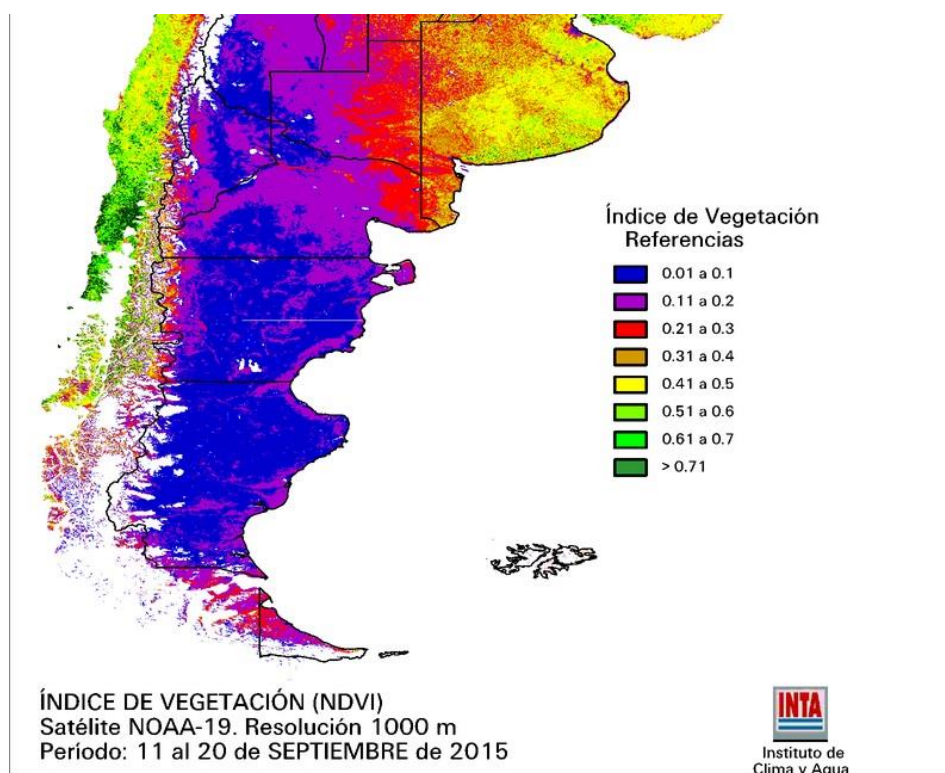 Índice de Vegetación
Referencias
0.01 a 0.1
0.11 a 0.2
0.21 a 0.3
0.31 a 0.4
0.41 a 0.5
0.51 a 0.6
0.61 a 0.7
> 0.71
ÍNDICE DE VEGETACIÓN (NDVI)
Satélite NOAA-19. Resolución 1000 m
Período: 11 al 20 de SEPTIEMBRE de 2015
INTA
Instituto de
Clima y Agua